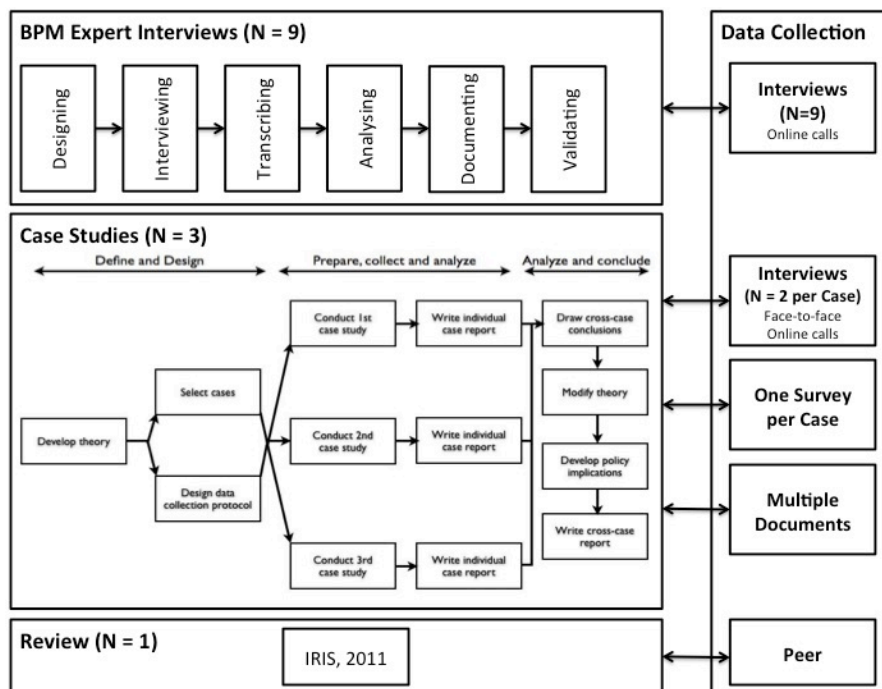 BPM Expert Interviews (N = 9)
Designing
Interviewing
Transcribing
Analysing
Documenting
Validating
Case Studies (N = 3)
Define and Design
Prepare, collect and analyze
Analyze and conclude
Develop theory
Select cases
Design data
collection protocol
Conduct 1st
case study
Write individual
case report
Conduct 2nd
case study
Write individual
case report
Conduct 3rd
case study
Write individual
case report
Draw cross-case
conclusions
Modify theory
Develop policy
implications
Write cross-case
report
Review (N = 1)
IRIS, 2011
Data Collection
Interviews
(N=9)
Online calls
Interviews
(N = 2 per Case)
Face-to-face
Online calls
One Survey
per Case
Multiple
Documents
Peer